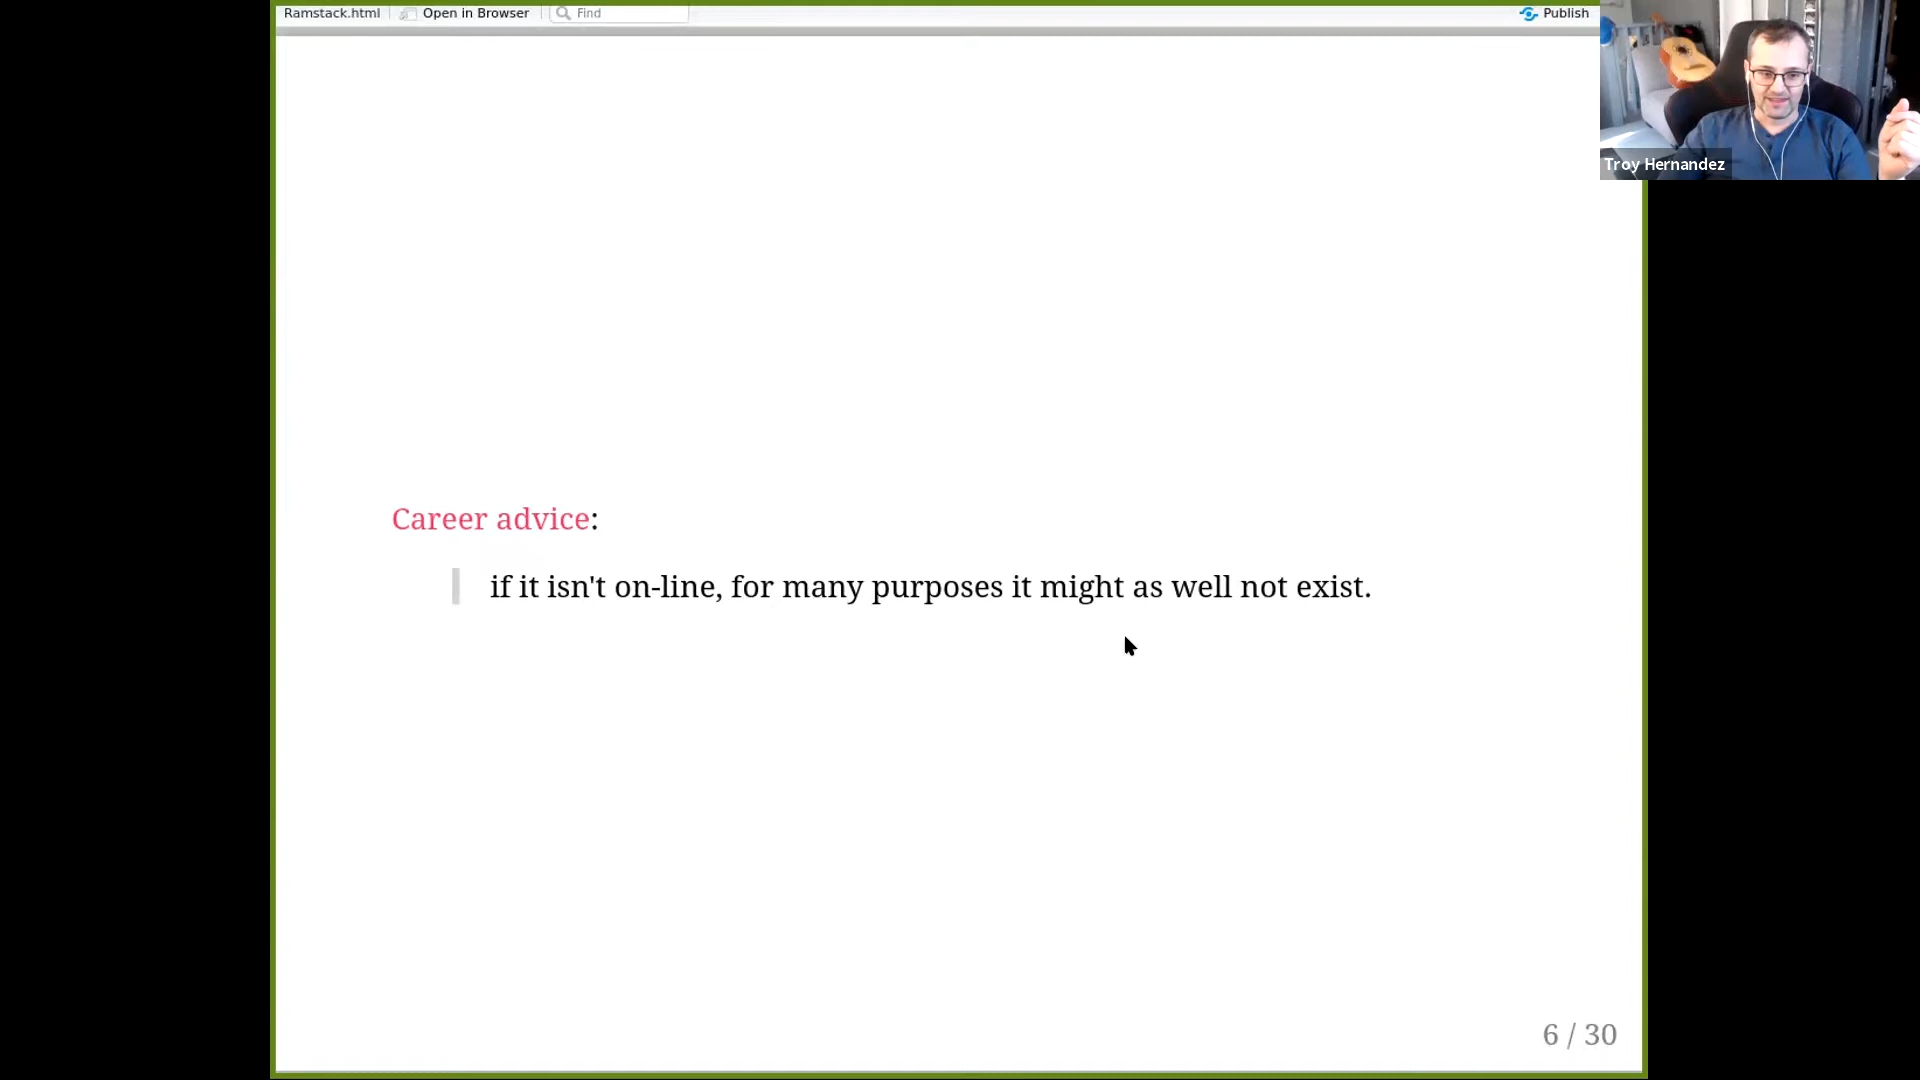 Ramstack.html Open in Browser Find Publish
Troy Hernandez
Career advice:
if it isn't on-line, for many purposes it might as well not exist.
6 / 30